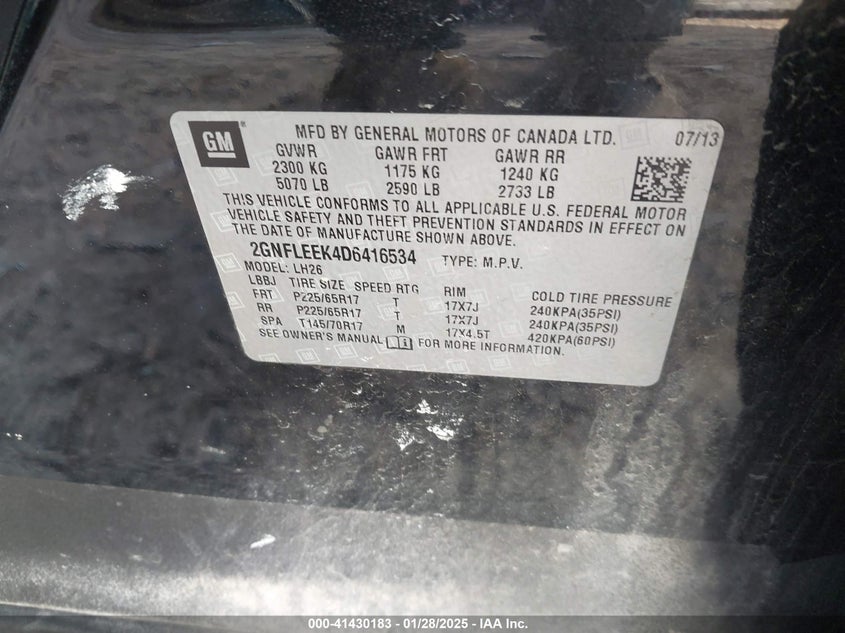 GM MFD BY GENERAL MOTORS OF CANADA LTD. 07/13
GVWR GAWR FRT GAWR RR
2300 KG 1175 KG 1240 KG
5070 LB 2590 LB 2733 LB
THIS VEHICLE CONFORMS TO ALL APPLICABLE U.S. FEDERAL MOTOR
VEHICLE SAFETY AND THEFT PREVENTION STANDARDS IN EFFECT ON
THE DATE OF MANUFACTURE SHOWN ABOVE.
2GNFLEEK4D6416534 TYPE: M.P.V.
MODEL: LH26
LBBJ TIRE SIZE SPEED RTG RIM COLD TIRE PRESSURE
FRT P225/65R17 T 17X7J 240KPA(35PSI)
RR P225/65R17 T 17X7J 240KPA(35PSI)
SPA T145/70R17 M 17X4.5T 420KPA(60PSI)
SEE OWNER'S MANUAL FOR MORE INFORMATION.
000-41430183 / 01/28/2025 - IAA Inc.